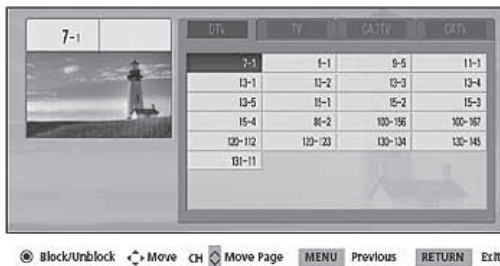 7-1
DTV TV CADTV CATV
7-1 9-1 9-5 11-1
13-1 13-2 13-3 13-4
13-5 15-1 15-2 15-3
15-4 86-2 100-156 100-167
120-112 120-123 130-134 130-145
131-11
Block/Unblock Move CH Move Page MENU Previous RETURN Exit